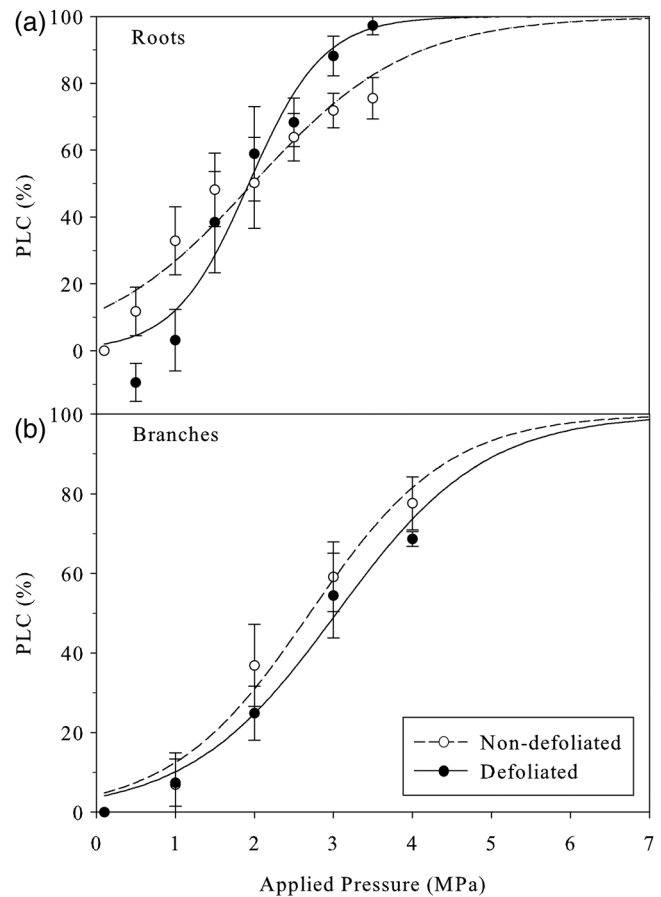 (a)
Roots
100
80
60
40
20
0
PLC (%)
(b)
Branches
100
80
60
40
20
0
PLC (%)
Non-defoliated
Defoliated
0 1 2 3 4 5 6 7
Applied Pressure (MPa)